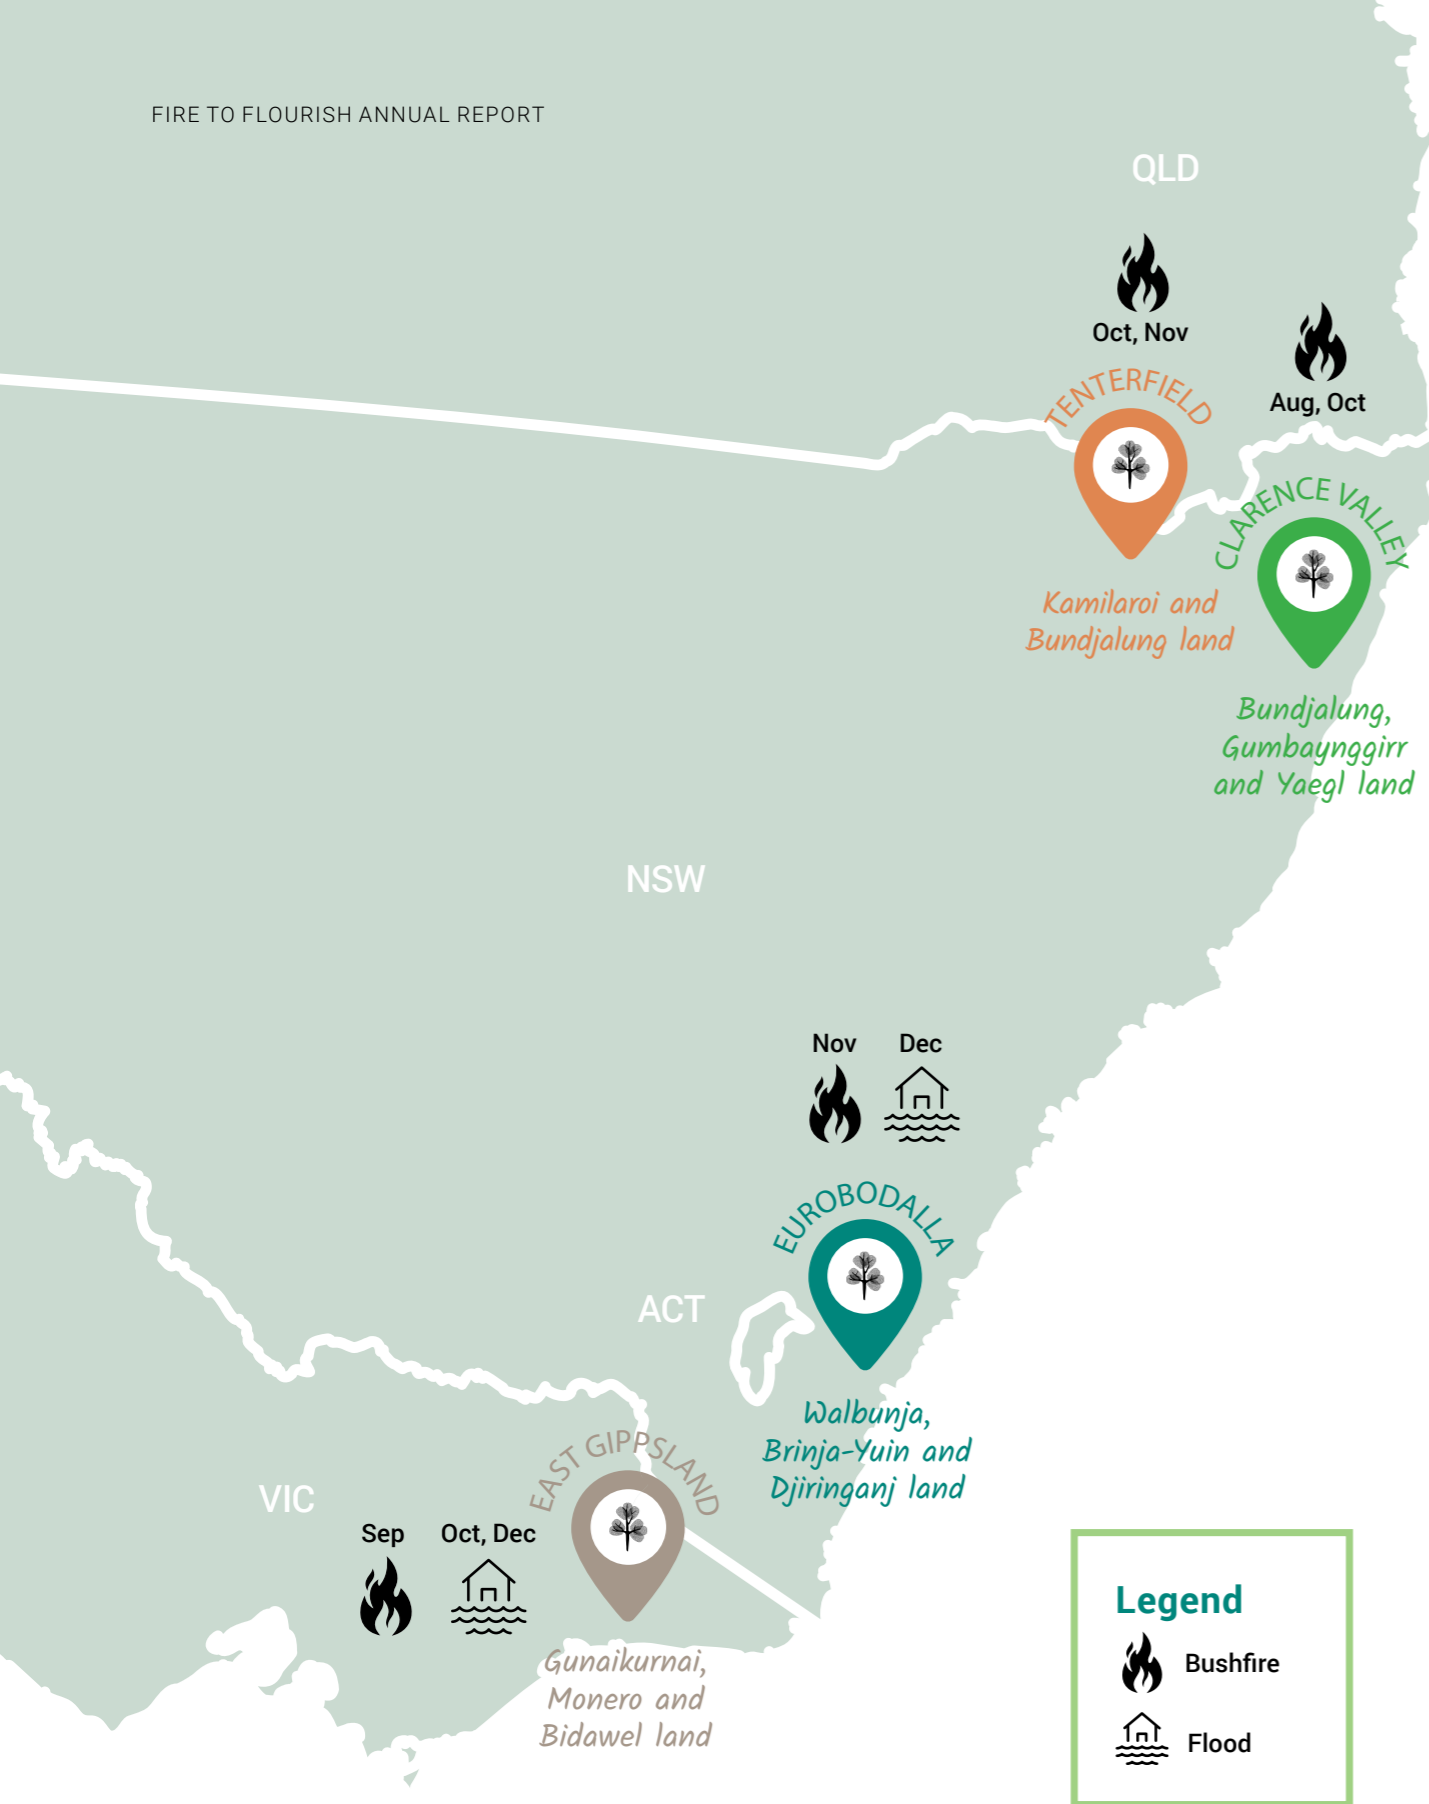 FIRE TO FLOURISH ANNUAL REPORT
QLD
Oct, Nov
Aug, Oct
TENTERFIELD
CLARENCE VALLEY
Kamilaroi and
Bundjalung land
Bundjalung,
Gumbaynggirr
and Yaegl land
NSW
Nov
Dec
EUROBODALLA
ACT
Walbunja,
Brinja-Yuin and
Djiringanj land
EAST GIPPSLAND
VIC
Sep
Oct, Dec
Gunaikurnai,
Monero and
Bidawel land
Legend
Bushfire
Flood